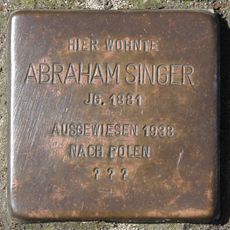 HIER WOHNTE
ABRAHAM SINGER
JG. 1881
AUSGEWIESEN 1938
NACH POLEN
? ? ?